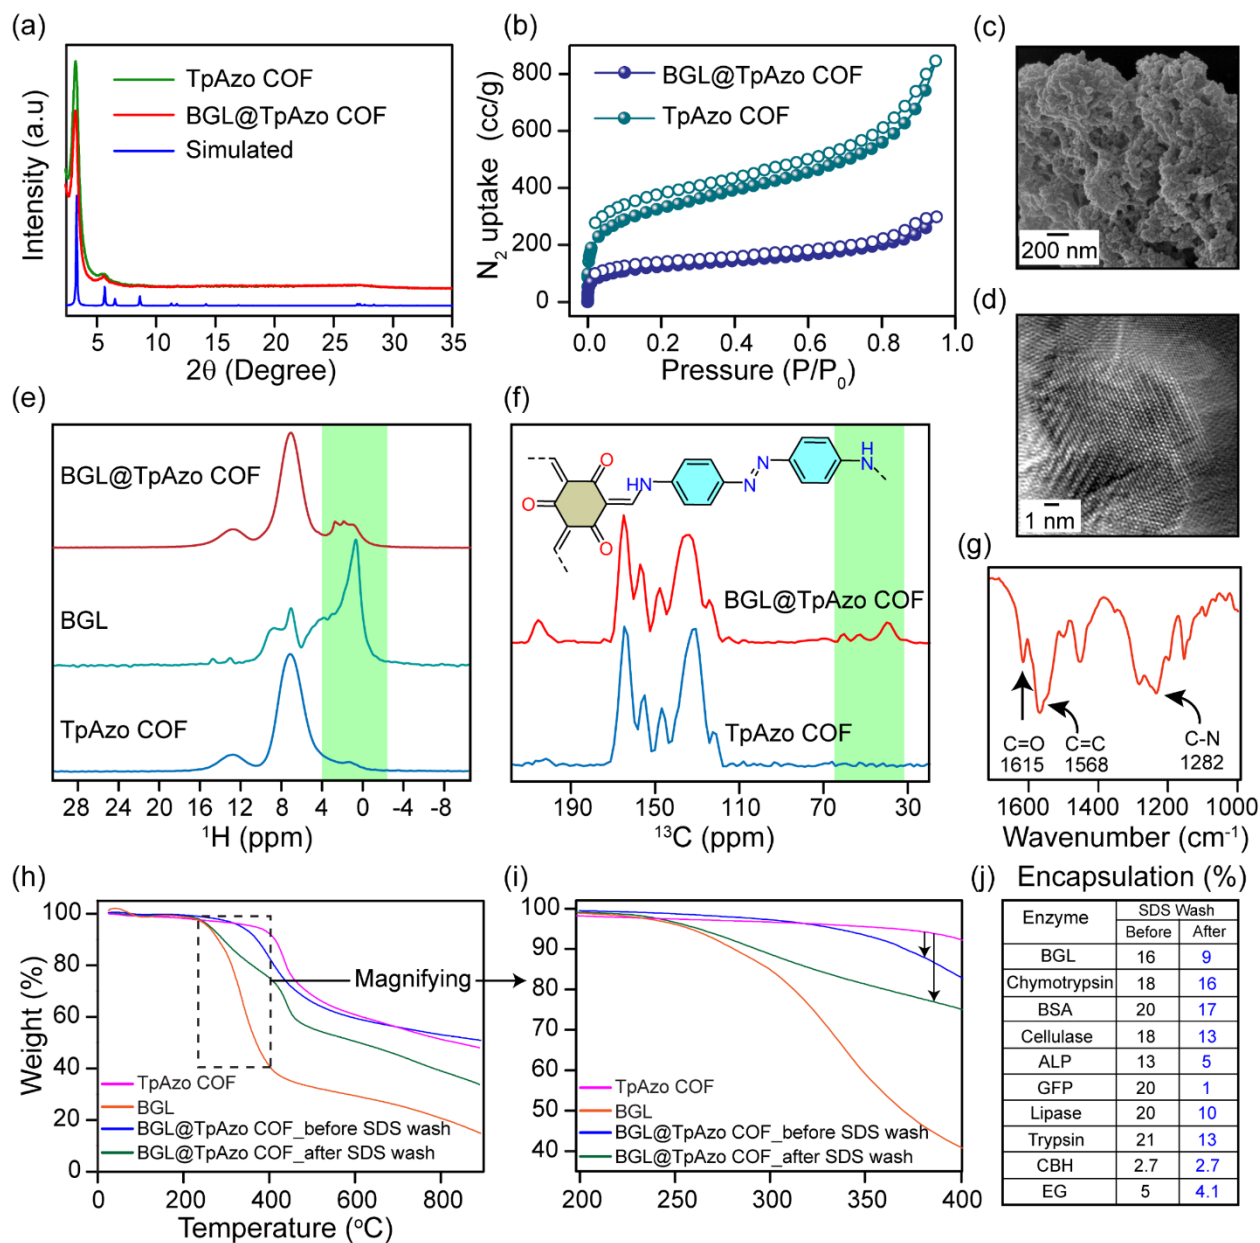 (a)
TpAzo COF
BGL@TpAzo COF
Simulated
Intensity (a.u)
5 10 15 20 25 30 35
2θ (Degree)
(b)
BGL@TpAzo COF
TpAzo COF
N2 uptake (cc/g)
800
600
400
200
0
0.0 0.2 0.4 0.6 0.8 1.0
Pressure (P/P0)
(c)
200 nm
(d)
1 nm
(e)
BGL@TpAzo COF
BGL
TpAzo COF
20 16 12 8 4 0 -4 -8
1H (ppm)
(f)
O
O
O
HN
N
N
H
N
BGL@TpAzo COF
TpAzo COF
190 150 110 70 30
13C (ppm)
(g)
C=O
1615
C=C
1568
C-N
1282
1600 1400 1200 1000
Wavenumber (cm-1)
(h)
100
80
60
40
20
0
Weight (%)
Magnifying
TpAzo COF
BGL
BGL@TpAzo COF_before SDS wash
BGL@TpAzo COF_after SDS wash
0 200 400 600 800
Temperature (oC)
(i)
100
90
80
70
60
50
40
TpAzo COF
BGL
BGL@TpAzo COF_before SDS wash
BGL@TpAzo COF_after SDS wash
200 250 300 350 400
(j) Encapsulation (%)
Enzyme SDS Wash
Before After
BGL 16 9
Chymotrypsin 18 16
BSA 20 17
Cellulase 18 13
ALP 13 5
GFP 20 1
Lipase 20 10
Trypsin 21 13
CBH 2.7 2.7
EG 5 4.1